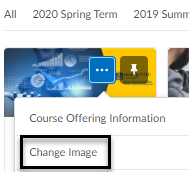 All 2020 Spring Term 2019 Summ
Course Offering Information
Change Image